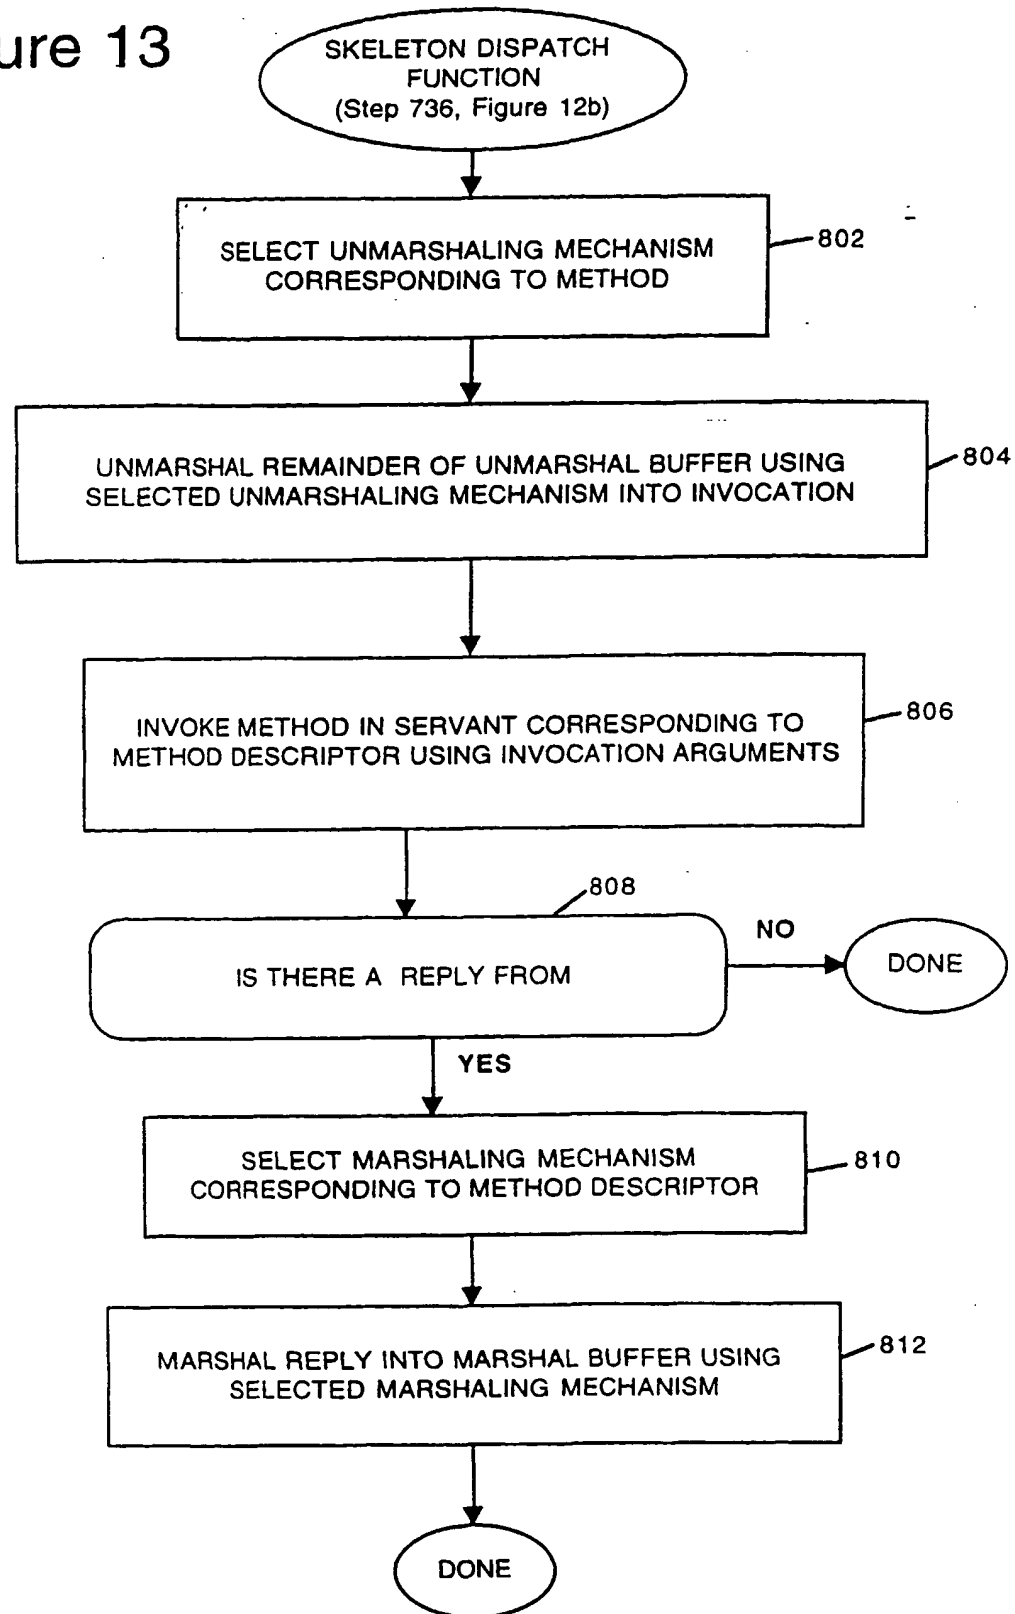 ure 13
SKELETON DISPATCH
FUNCTION
(Step 736, Figure 12b)
SELECT UNMARSHALING MECHANISM
CORRESPONDING TO METHOD
802
UNMARSHAL REMAINDER OF UNMARSHAL BUFFER USING
SELECTED UNMARSHALING MECHANISM INTO INVOCATION
804
INVOKE METHOD IN SERVANT CORRESPONDING TO
METHOD DESCRIPTOR USING INVOCATION ARGUMENTS
806
808
IS THERE A REPLY FROM
NO
DONE
YES
SELECT MARSHALING MECHANISM
CORRESPONDING TO METHOD DESCRIPTOR
810
MARSHAL REPLY INTO MARSHAL BUFFER USING
SELECTED MARSHALING MECHANISM
812
DONE